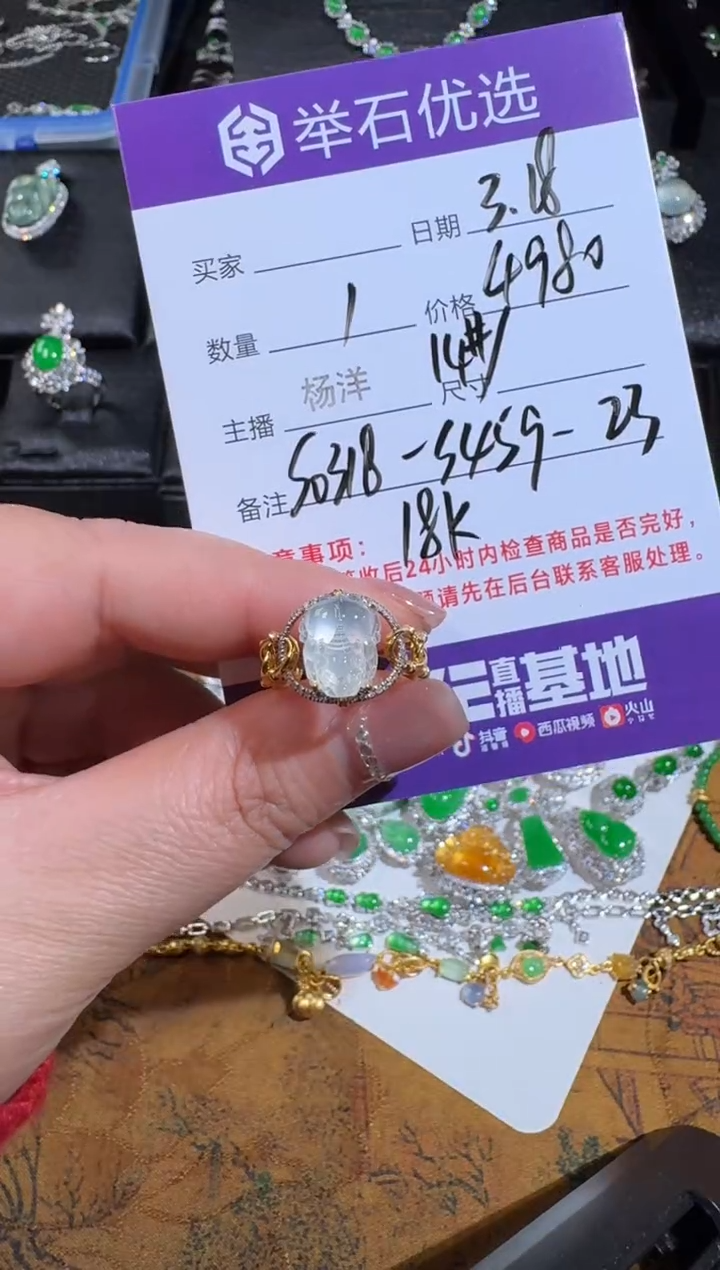 举石优选
买家 日期 3.18
数量 1 价格 4980
主播 杨洋 尺寸 14#
备注 S0318-S459-23
18K
意事项：
收后24小时内检查商品是否完好，
题请先在后台联系客服处理。
直播基地
抖音 西瓜视频 火山